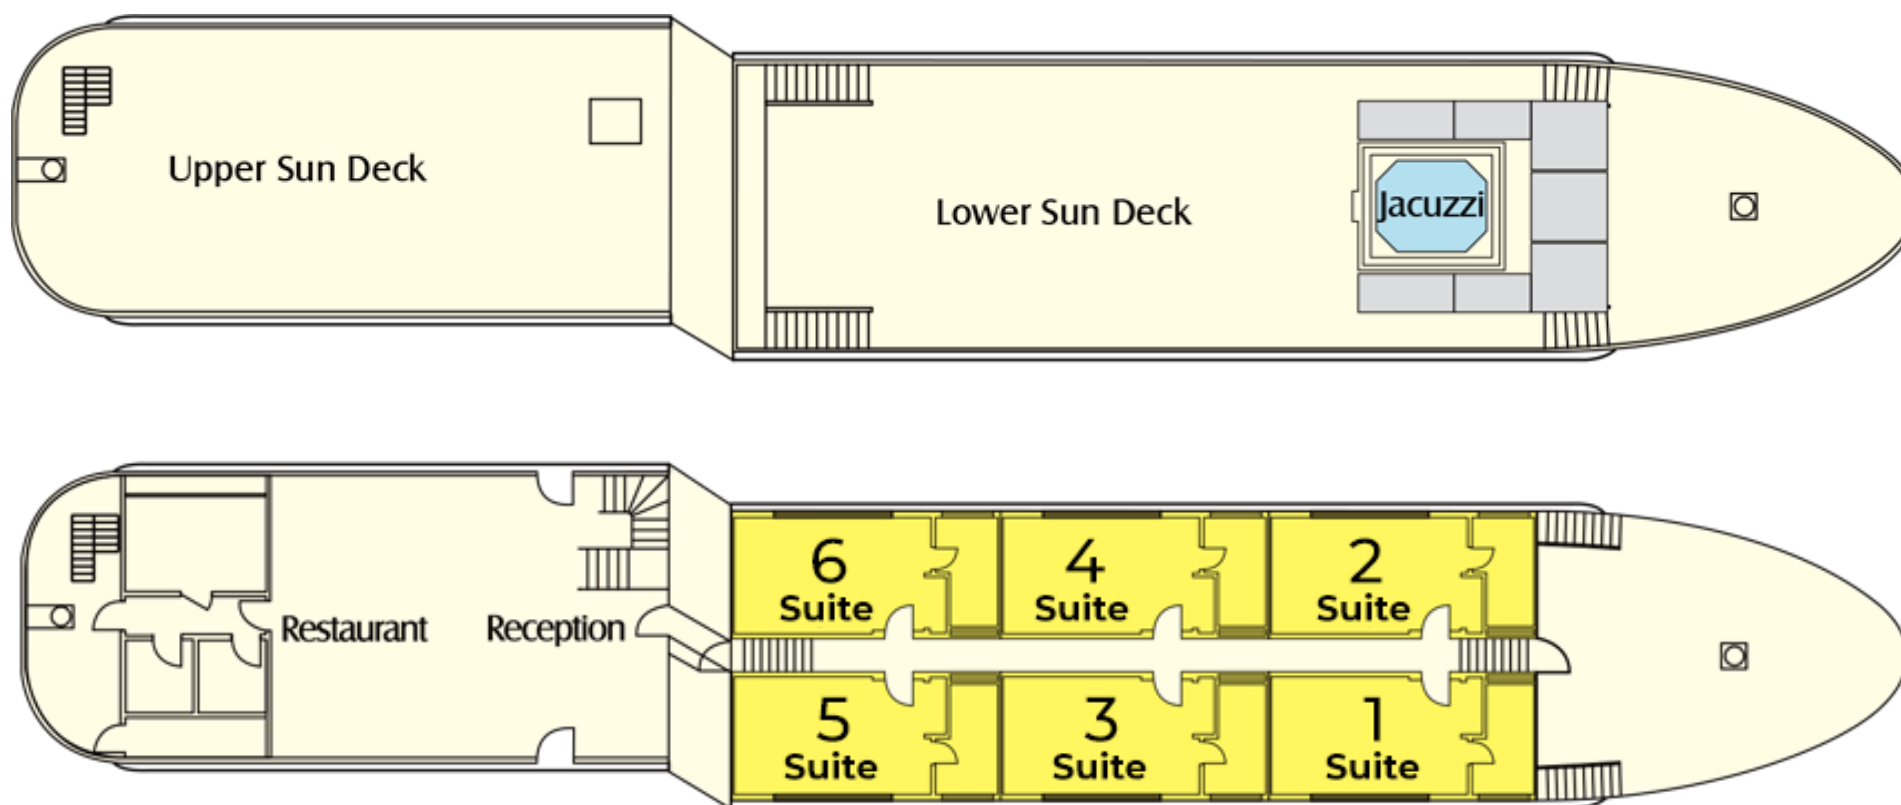 Upper Sun Deck
Lower Sun Deck
Jacuzzi
Restaurant
Reception
6
Suite
4
Suite
2
Suite
5
Suite
3
Suite
1
Suite